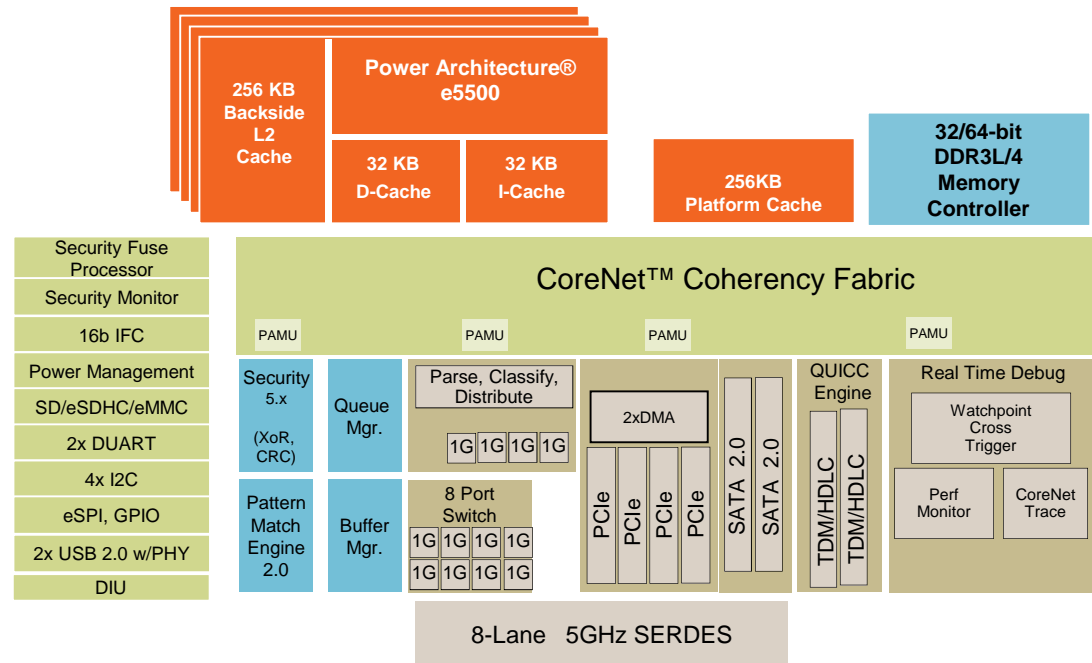 256 KB
Backside
L2
Cache
Power Architecture®
e5500
32 KB
D-Cache
32 KB
I-Cache
256KB
Platform Cache
32/64-bit
DDR3L/4
Memory
Controller
Security Fuse
Processor
Security Monitor
16b IFC
Power Management
SD/eSDHC/eMMC
2x DUART
4x I2C
eSPI, GPIO
2x USB 2.0 w/PHY
DIU
CoreNet™ Coherency Fabric
PAMU
PAMU
PAMU
PAMU
Security
5.x
(XoR,
CRC)
Queue
Mgr.
Parse, Classify,
Distribute
1G 1G 1G 1G
Pattern
Match
Engine
2.0
Buffer
Mgr.
8 Port
Switch
1G 1G 1G 1G
1G 1G 1G 1G
2xDMA
PCIe
PCIe
PCIe
PCIe
SATA 2.0
SATA 2.0
QUICC
Engine
TDM/HDLC
TDM/HDLC
Real Time Debug
Watchpoint
Cross
Trigger
Perf
Monitor
CoreNet
Trace
8-Lane 5GHz SERDES